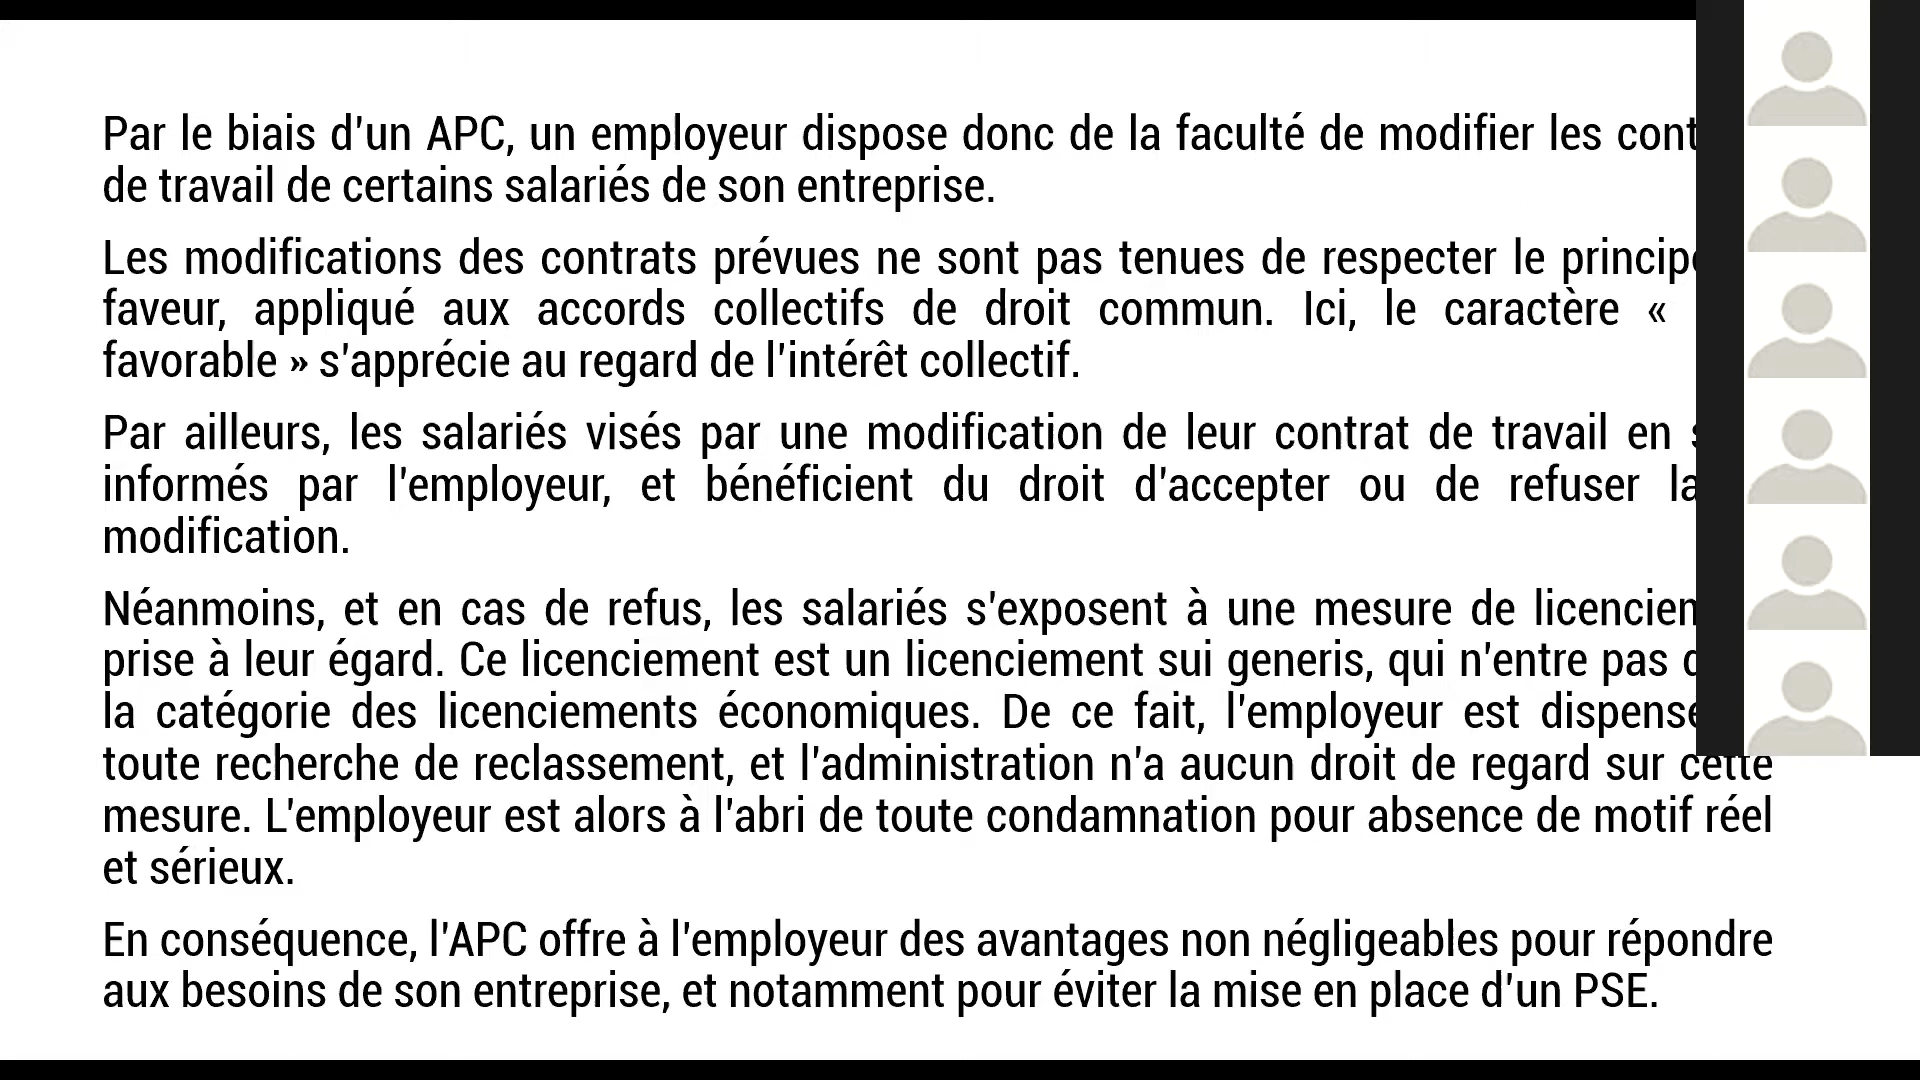 Par le biais d'un APC, un employeur dispose donc de la faculté de modifier les
de travail de certains salariés de son entreprise.
Les modifications des contrats prévues ne sont pas tenues de respecter le
faveur, appliqué aux accords collectifs de droit commun. Ici, le caractère «
favorable » s'apprécie au regard de l'intérêt collectif.
Par ailleurs, les salariés visés par une modification de leur contrat de travail en
informés par l'employeur, et bénéficient du droit d'accepter ou de refuser
modification.
Néanmoins, et en cas de refus, les salariés s'exposent à une mesure de
prise à leur égard. Ce licenciement est un licenciement sui generis, qui n'entre pas
la catégorie des licenciements économiques. De ce fait, l'employeur est
toute recherche de reclassement, et l'administration n'a aucun droit de regard sur cette
mesure. L'employeur est alors à l'abri de toute condamnation pour absence de motif réel
et sérieux.
En conséquence, l'APC offre à l'employeur des avantages non négligeables pour répondre
aux besoins de son entreprise, et notamment pour éviter la mise en place d'un PSE.